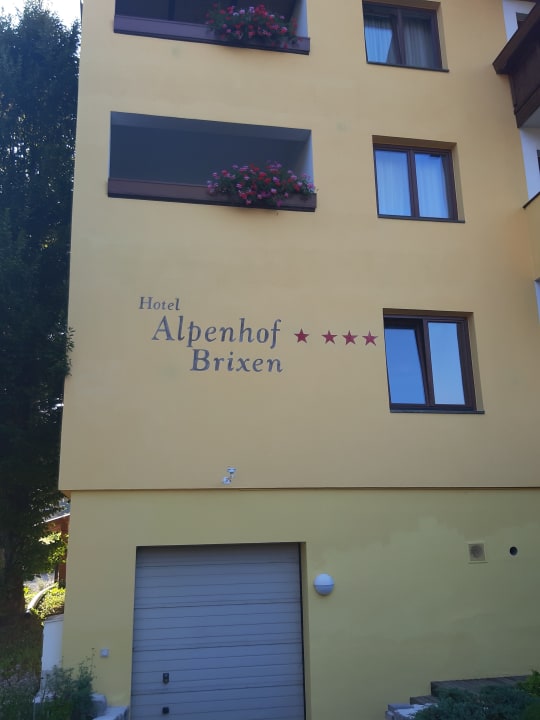 Hotel
Alpenhof ★ ★★★
Brixen